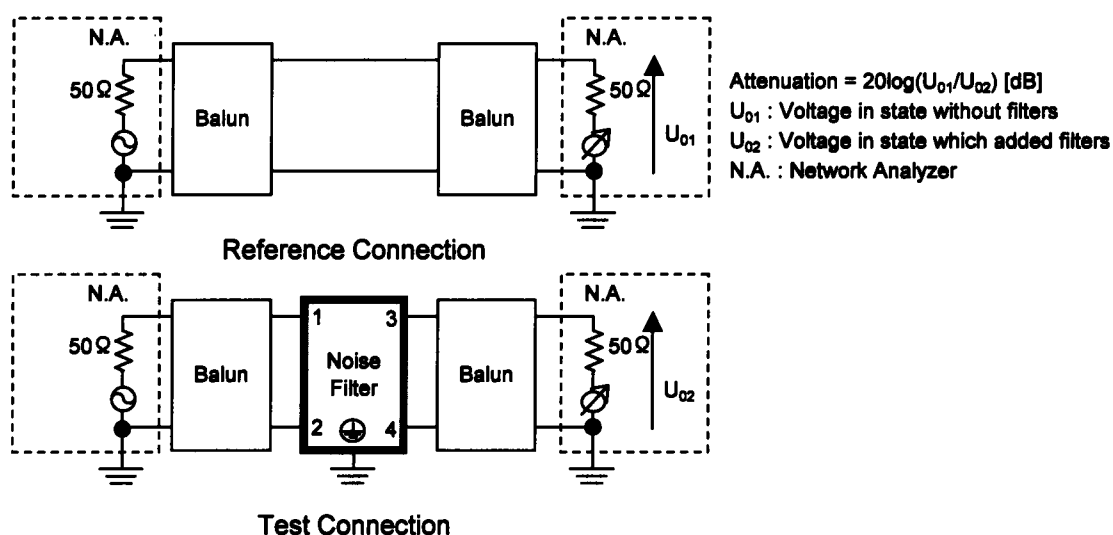 N.A.
N.A.
50Ω
Balun
Balun
50Ω
U01
Attenuation = 20log(U01/U02) [dB]
U01 : Voltage in state without filters
U02 : Voltage in state which added filters
N.A. : Network Analyzer
Reference Connection
N.A.
N.A.
50Ω
Balun
1
3
Noise
Filter
2
4
Balun
50Ω
U02
Test Connection